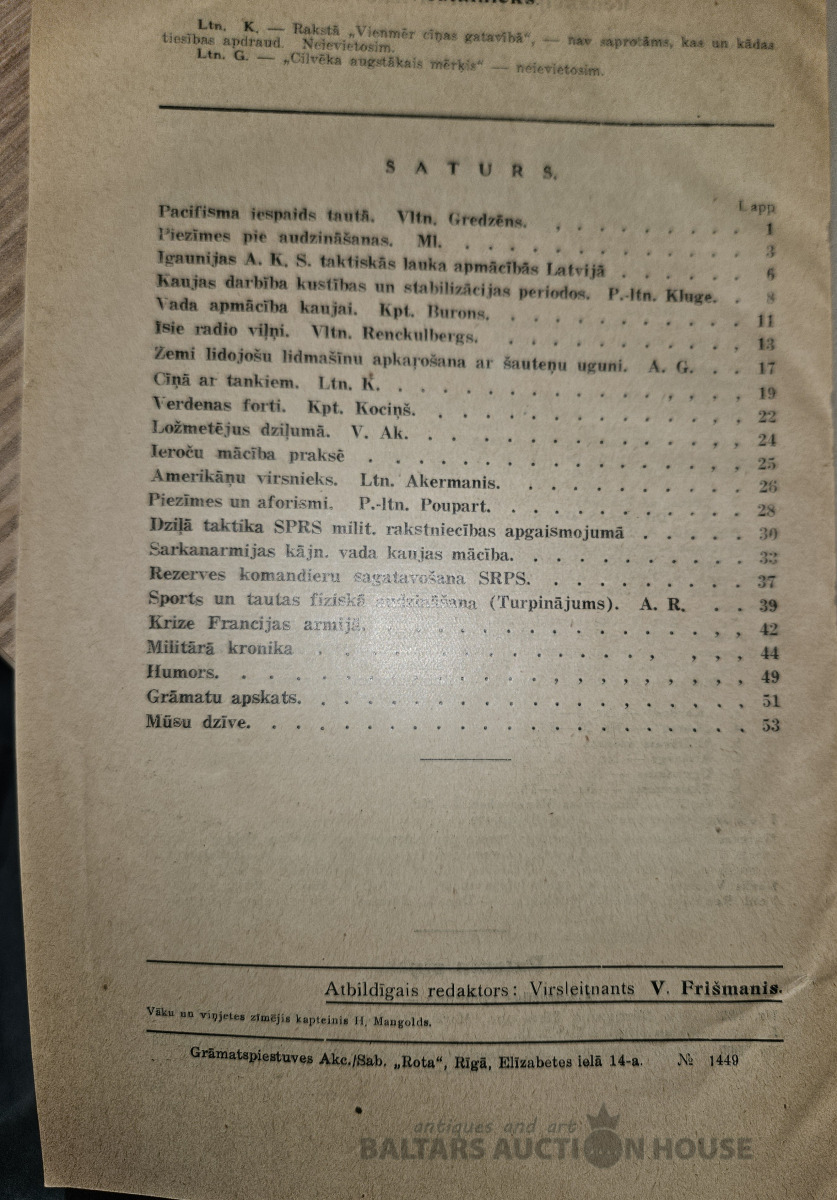 Ltn. K. — Rakstā „Vienmēr cīņas gatavībā“, — nav saprotāms, kas un kādas
tiesības apdraud. Neievietosim.
Ltn. G. — „Cilvēka augstākais mērķis“ — neievietosim.
SATURS.
Lapp
Pacifisma iespaids tautā. Vltn. Gredzēns. . . . . . . . . 1
Piezīmes pie audzināšanas. Ml. . . . . . . . . . . . 3
Igaunijas A. K. S. taktiskās lauka apmācības Latvijā . . . . . 6
Kaujas darbība kustības un stabilizācijas periodos. P.-ltn. Kluge. . 8
Vada apmācība kaujai. Kpt. Burons. . . . . . . . . . 11
Īsie radio viļņi. Vltn. Renckulbergs. . . . . . . . . . 13
Zemi lidojošu lidmašīnu apkarošana ar šauteņu uguni. A. G. . . 17
Cīņā ar tankiem. Ltn. K. . . . . . . . . . . . . . 19
Verdenas forti. Kpt. Kociņš. . . . . . . . . . . . 22
Ložmetējus dziļumā. V. Ak. . . . . . . . . . . . . 24
Ieroču mācība praksē . . . . . . . . . . . . . . 25
Amerikāņu virsnieks. Ltn. Akermanis. . . . . . . . . 26
Piezīmes un aforismi. P.-ltn. Poupart. . . . . . . . . . 28
Dziļā taktika SPRS milit. rakstniecības apgaismojumā . . . . . 30
Sarkanarmijas kājn. vada kaujas mācība. . . . . . . . . 33
Rezerves komandieru sagatavošana SRPS. . . . . . . . . 37
Sports un tautas fiziskā audzināšana (Turpinājums). A. R. . . 39
Krize Francijas armijā. . . . . . . . . . . . . . 42
Militārā kronika . . . . . . . . . . . . . . 44
Humors. . . . . . . . . . . . . . . . . . 49
Grāmatu apskats. . . . . . . . . . . . . . . . 51
Mūsu dzīve. . . . . . . . . . . . . . . . . 53
Atbildīgais redaktors: Virsleitnants V. Frišmanis.
Vāku un viņjetes zīmējis kapteinis H, Mangolds.
Grāmatspiestuves Akc./Sab. „Rota“, Rīgā, Elīzabetes ielā 14-a. № 1449
antiques and art
BALTARS AUCTION HOUSE